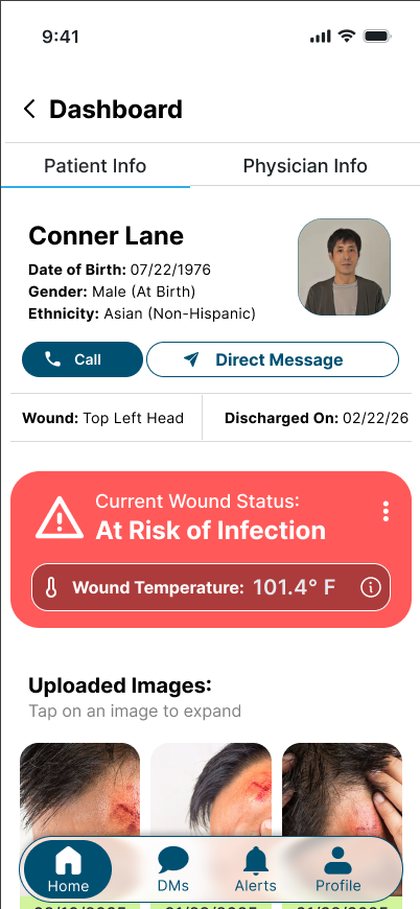 9:41
Dashboard
Patient Info
Physician Info
Conner Lane
Date of Birth: 07/22/1976
Gender: Male (At Birth)
Ethnicity: Asian (Non-Hispanic)
Call
Direct Message
Wound: Top Left Head
Discharged On: 02/22/26
Current Wound Status:
At Risk of Infection
Wound Temperature: 101.4° F
Uploaded Images:
Tap on an image to expand
Home
DMs
Alerts
Profile